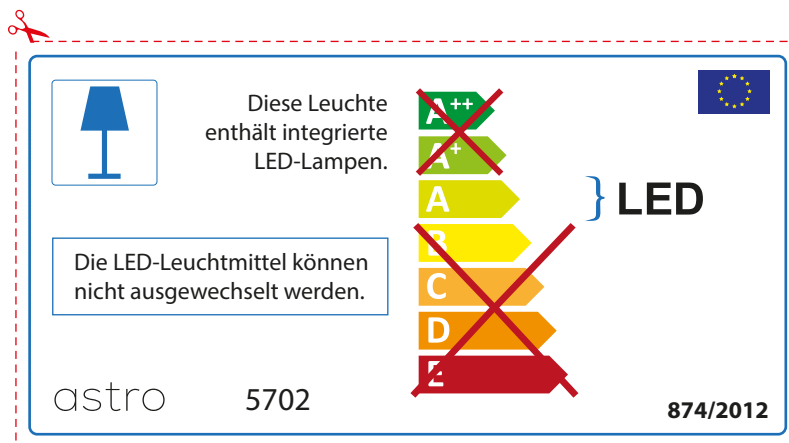 Diese Leuchte
enthält integrierte
LED-Lampen.
A++
A+
A
LED
B
C
D
E
Die LED-Leuchtmittel können
nicht ausgewechselt werden.
astro 5702
874/2012